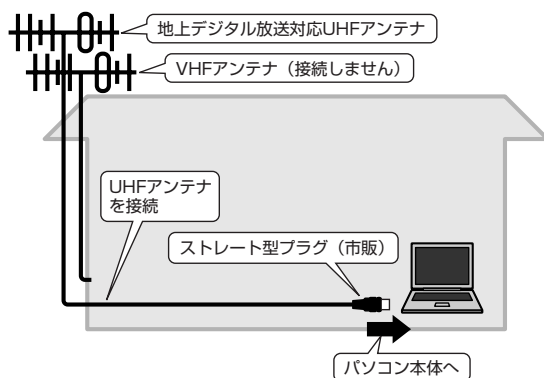 地上デジタル放送対応UHFアンテナ
VHFアンテナ（接続しません）
UHFアンテナ
を接続
ストレート型プラグ（市販）
パソコン本体へ